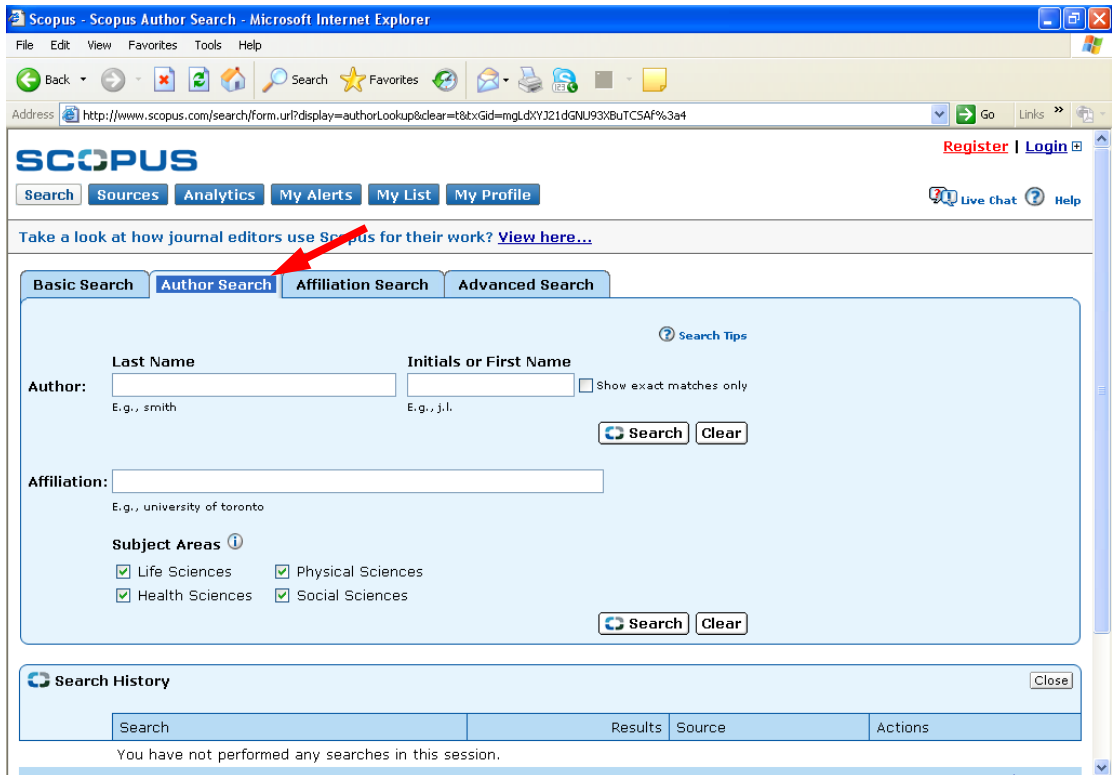 Scopus - Scopus Author Search - Microsoft Internet Explorer
File Edit View Favorites Tools Help
Back Search Favorites
Address http://www.scopus.com/search/form.url?display=authorLookup&clear=t&txGid=mgLdXYJ21dGNU93XBuTCSAf%3a4 Go Links »
Register | Login
SCOPUS
Search Sources Analytics My Alerts My List My Profile Live Chat ? Help
Take a look at how journal editors use Scopus for their work? View here...
Basic Search Author Search Affiliation Search Advanced Search
? Search Tips
Last Name Initials or First Name
Author: Show exact matches only
E.g., smith E.g., j.l.
Search Clear
Affiliation:
E.g., university of toronto
Subject Areas i
Life Sciences Physical Sciences
Health Sciences Social Sciences
Search Clear
Search History Close
Search Results Source Actions
You have not performed any searches in this session.